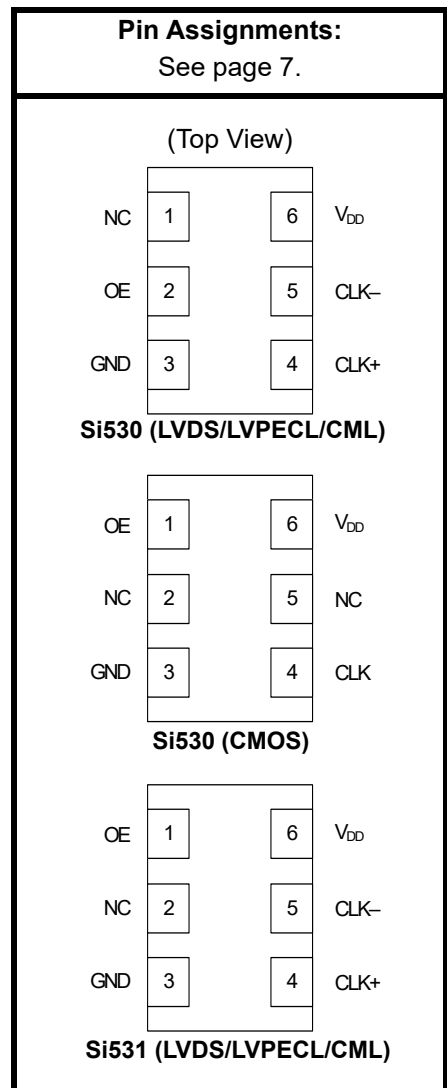 Pin Assignments:
See page 7.
(Top View)
NC 1 6 VDD
OE 2 5 CLK–
GND 3 4 CLK+
Si530 (LVDS/LVPECL/CML)
OE 1 6 VDD
NC 2 5 NC
GND 3 4 CLK
Si530 (CMOS)
OE 1 6 VDD
NC 2 5 CLK–
GND 3 4 CLK+
Si531 (LVDS/LVPECL/CML)